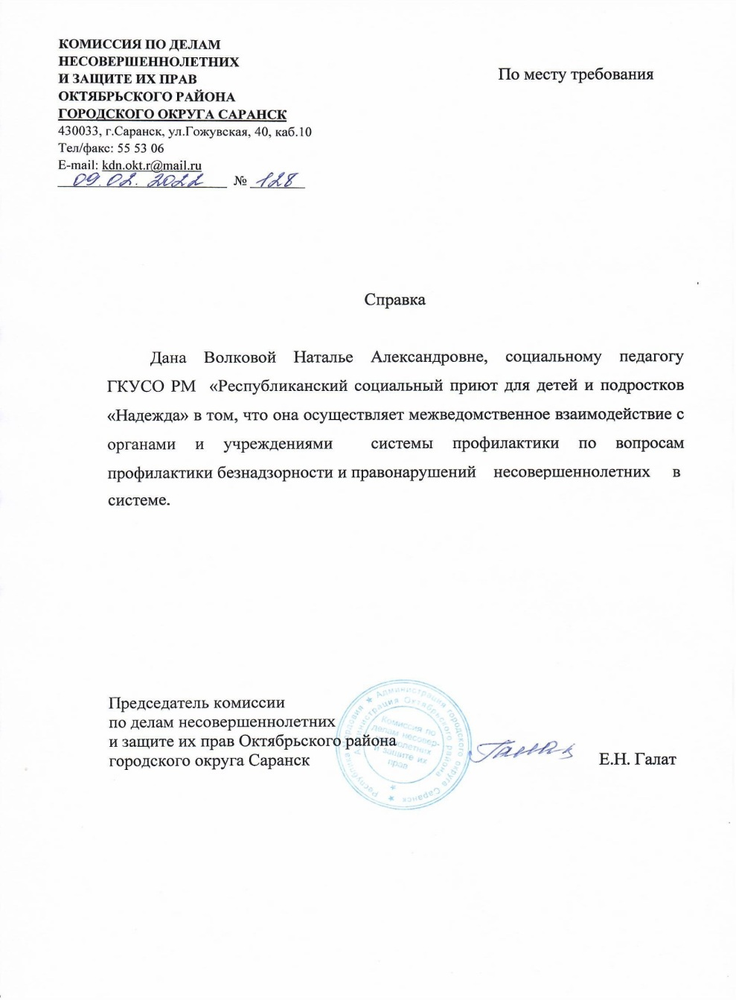 КОМИССИЯ ПО ДЕЛАМ
НЕСОВЕРШЕННОЛЕТНИХ
И ЗАЩИТЕ ИХ ПРАВ
ОКТЯБРЬСКОГО РАЙОНА
ГОРОДСКОГО ОКРУГА САРАНСК
430033, г.Саранск, ул.Гожувская, 40, каб.10
Тел/факс: 55 53 06
E-mail: kdn.okt.r@mail.ru
09.02.2022 № 128
По месту требования
Справка
Дана Волковой Наталье Александровне, социальному педагогу
ГКУСО РМ «Республиканский социальный приют для детей и подростков
«Надежда» в том, что она осуществляет межведомственное взаимодействие с
органами и учреждениями системы профилактики по вопросам
профилактики безнадзорности и правонарушений несовершеннолетних в
системе.
Председатель комиссии
по делам несовершеннолетних
и защите их прав Октябрьского района
городского округа Саранск
Е.Н. Галат
Республика Мордовия ★ Администрация городского округа Саранск ★
Администрация Октябрьского района
Комиссия по
делам несовер-
шеннолетних
и защите их
прав